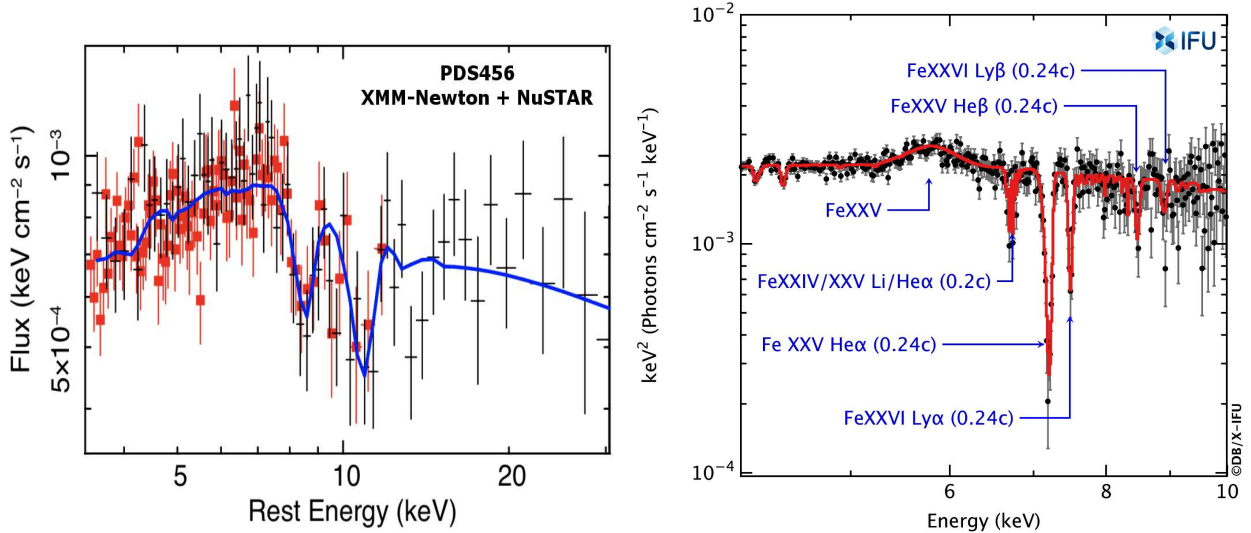 PDS456
XMM-Newton + NuSTAR
Flux (keV cm⁻² s⁻¹)
10⁻³
5×10⁻⁴
5
10
20
Rest Energy (keV)
10⁻²
10⁻³
10⁻⁴
keV² (Photons cm⁻² s⁻¹ keV⁻¹)
IFU
FeXXVI Lyβ (0.24c)
FeXXV Heβ (0.24c)
FeXXV
FeXXIV/XXV Li/Heα (0.2c)
Fe XXV Heα (0.24c)
FeXXVI Lyα (0.24c)
6
8
10
Energy (keV)
©DB/X-IFU